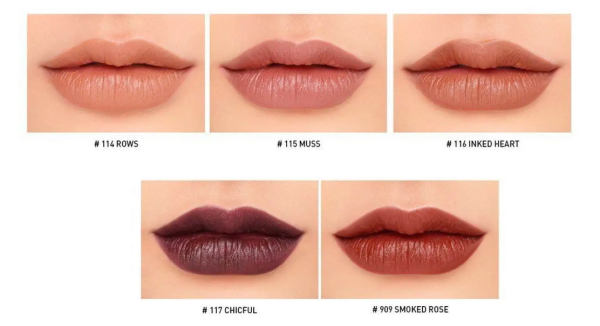 # 114 ROWS
# 115 MUSS
# 116 INKED HEART
# 117 CHICFUL
# 909 SMOKED ROSE